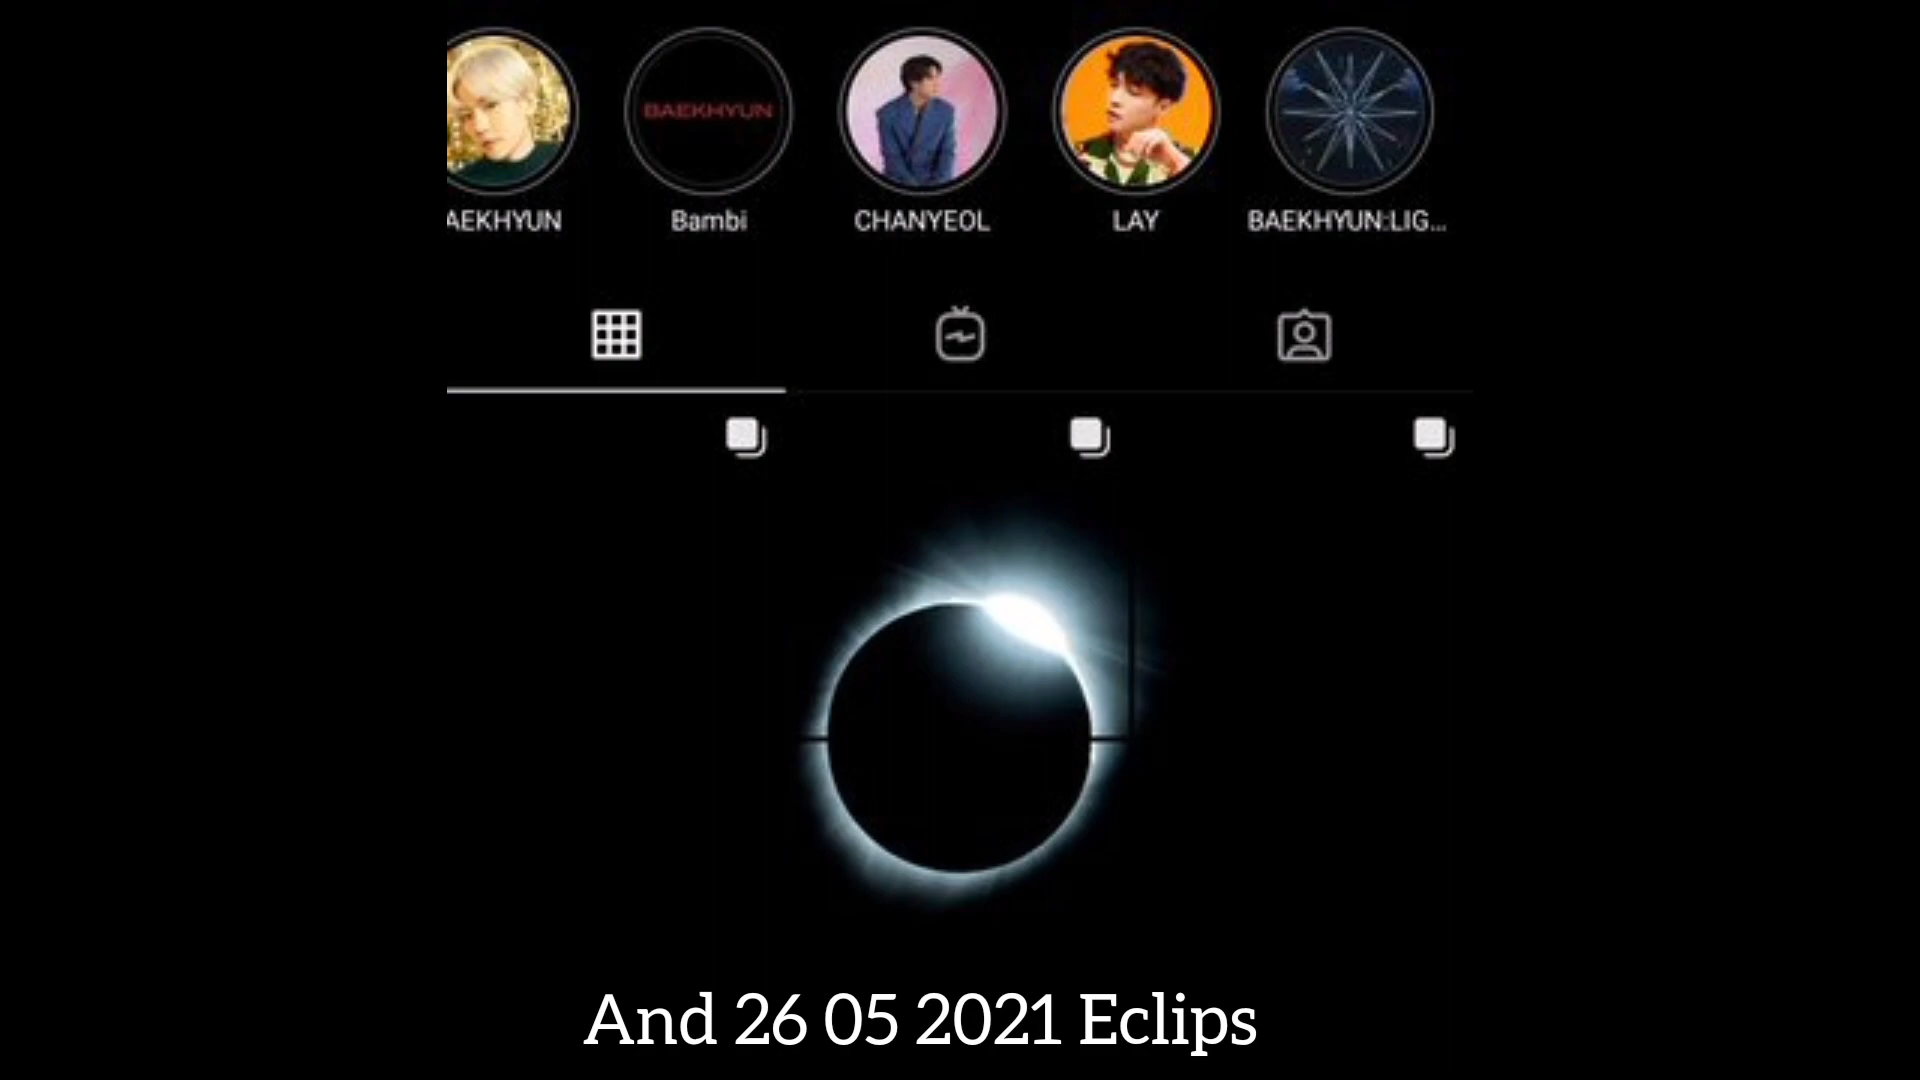 BAEKHYUN
AEKHYUN
Bambi
CHANYEOL
LAY
BAEKHYUN:LIG...
And 26 05 2021 Eclips